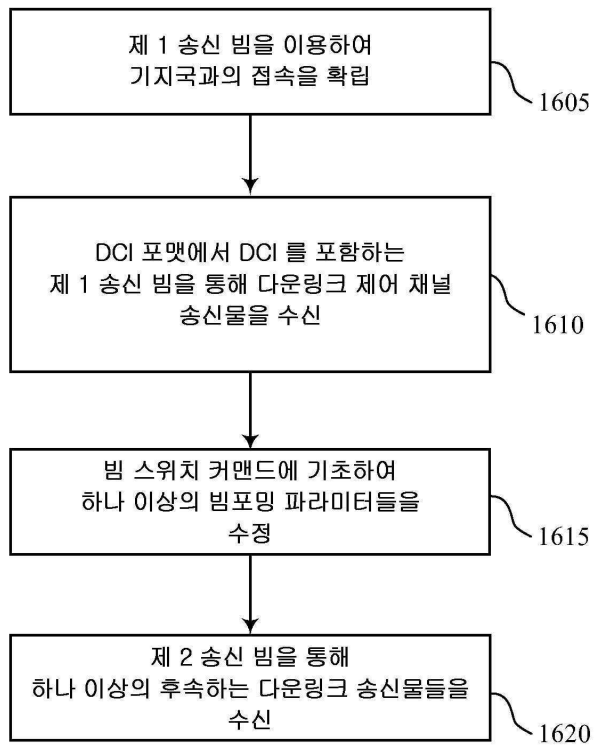 제 1 송신 빔을 이용하여
기지국과의 접속을 확립
1605
DCI 포맷에서 DCI 를 포함하는
제 1 송신 빔을 통해 다운링크 제어 채널
송신물을 수신
1610
빔 스위치 커맨드에 기초하여
하나 이상의 빔포밍 파라미터들을
수정
1615
제 2 송신 빔을 통해
하나 이상의 후속하는 다운링크 송신물들을
수신
1620